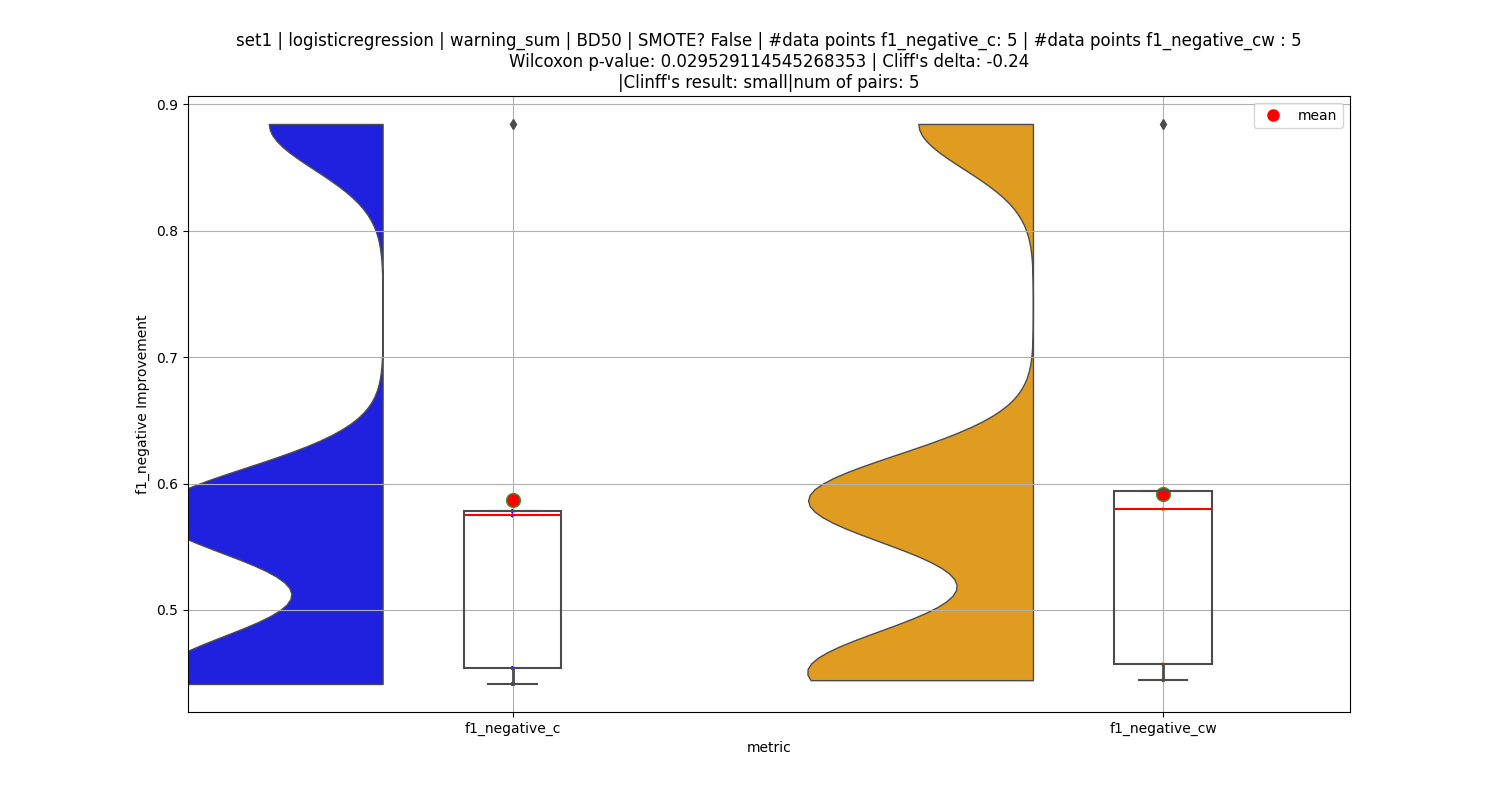 set1 | logisticregression | warning_sum | BD50 | SMOTE? False | #data points f1_negative_c: 5 | #data points f1_negative_cw : 5
Wilcoxon p-value: 0.029529114545268353 | Cliff's delta: -0.24
|Clinff's result: small|num of pairs: 5
mean
0.9
0.8
0.7
0.6
0.5
f1_negative Improvement
f1_negative_c
f1_negative_cw
metric